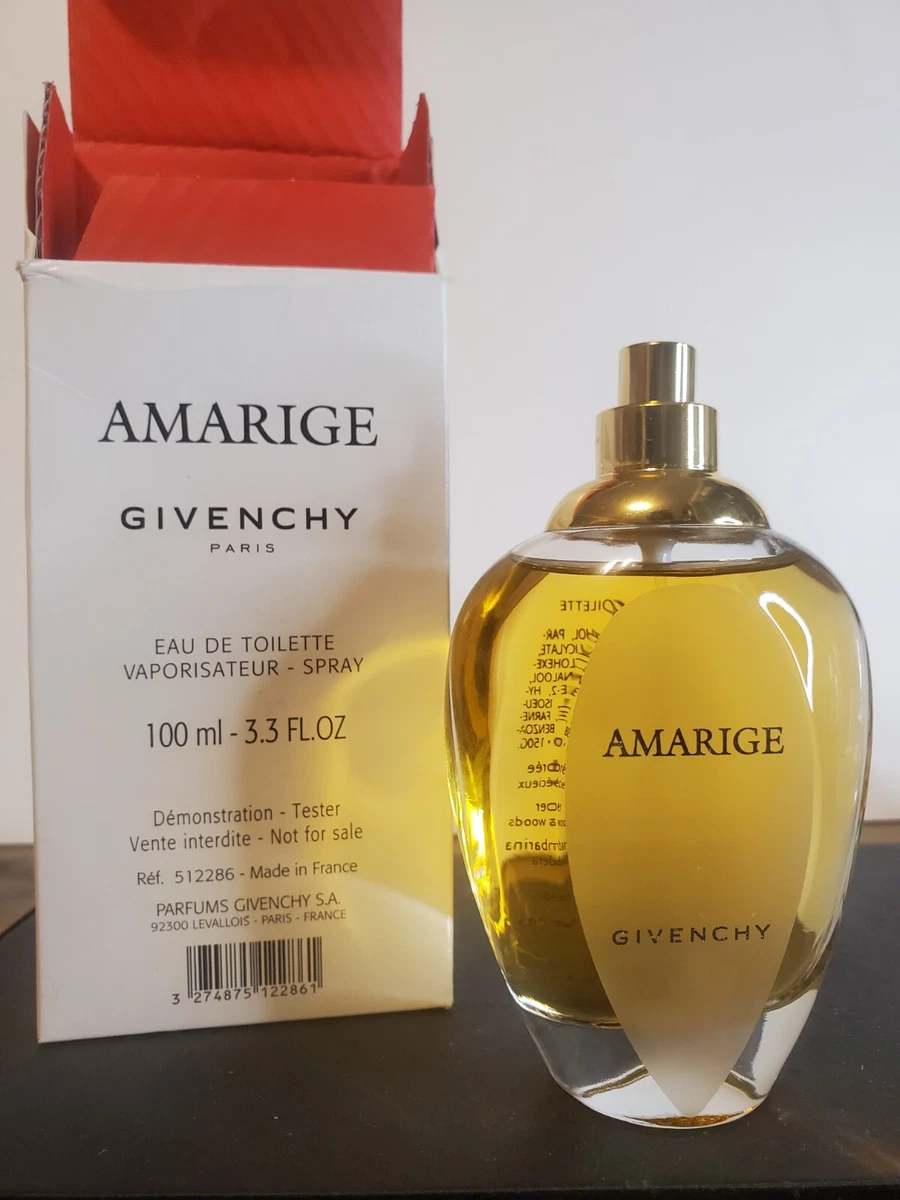 AMARIGE
GIVENCHY
PARIS
EAU DE TOILETTE
VAPORISATEUR - SPRAY
100 ml - 3.3 FL.OZ
Démonstration - Tester
Vente interdite - Not for sale
Réf. 512286 - Made in France
PARFUMS GIVENCHY S.A.
92300 LEVALLOIS - PARIS - FRANCE
3 274875 122861
AMARIGE
GIVENCHY